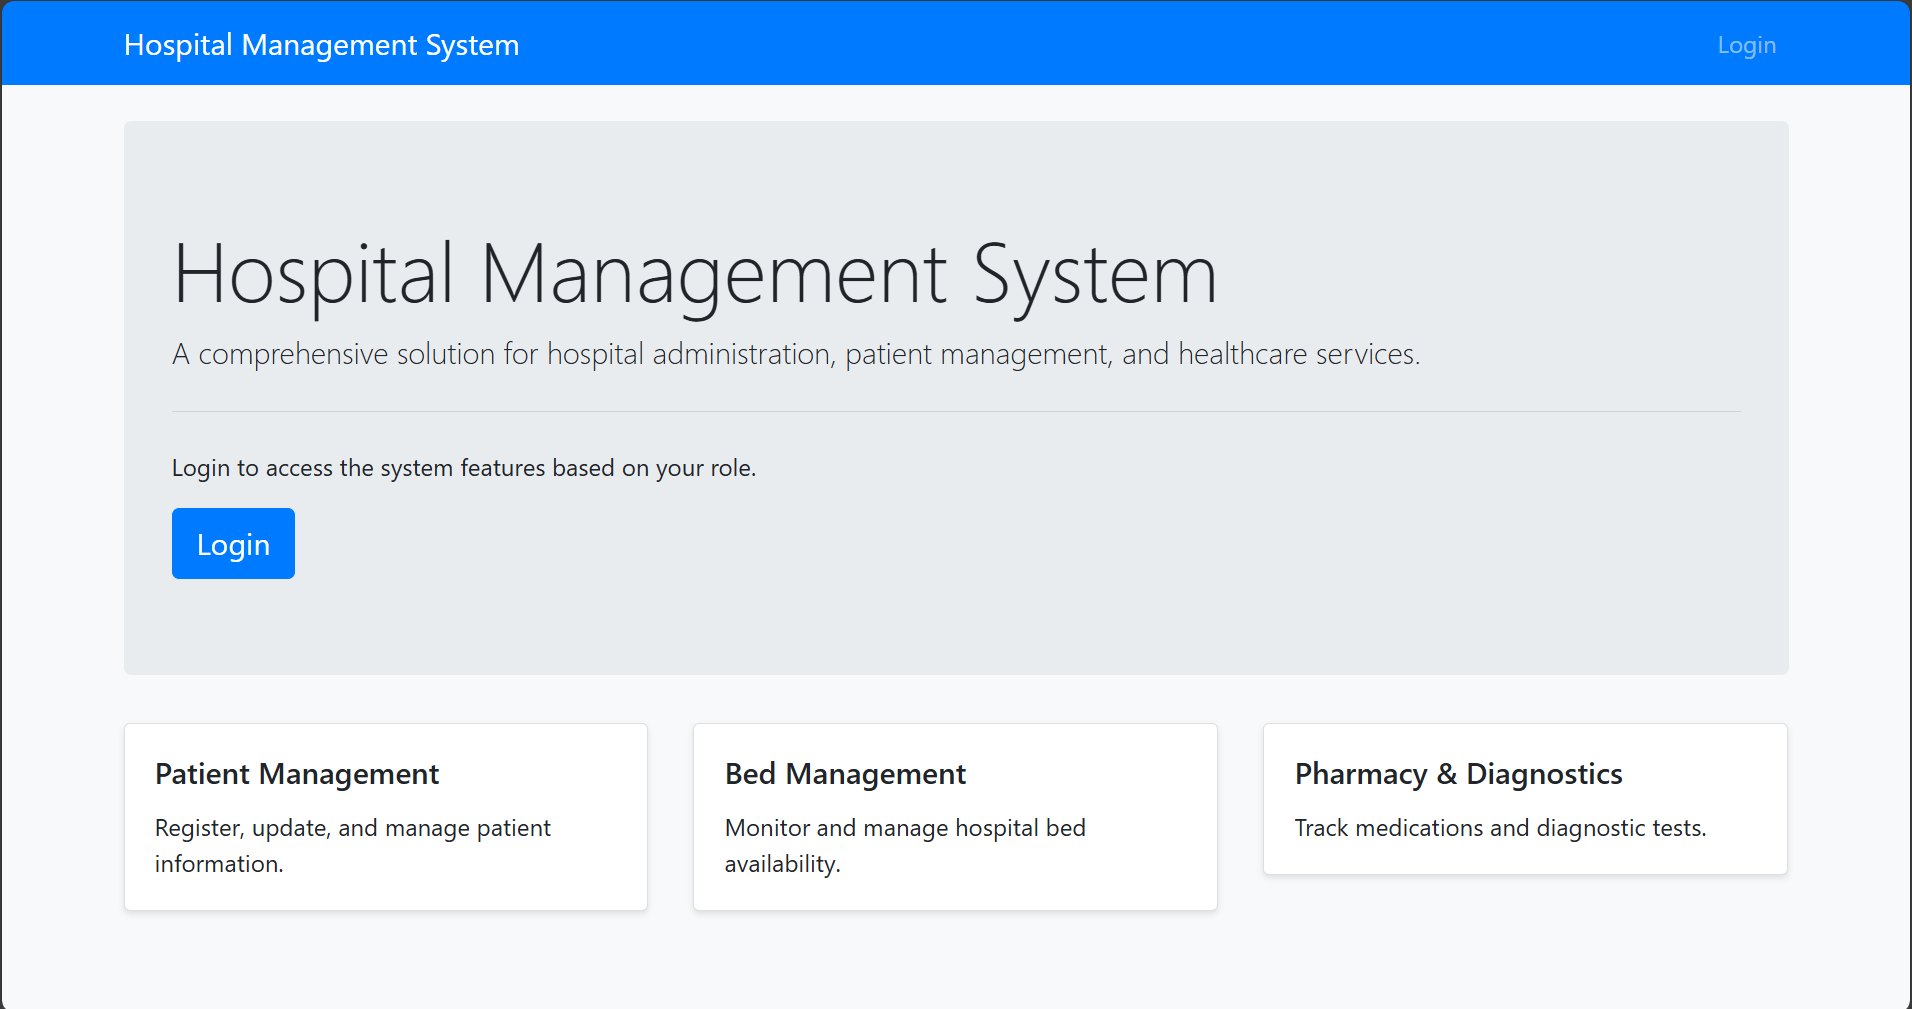 Hospital Management System
Login
Hospital Management System
A comprehensive solution for hospital administration, patient management, and healthcare services.
Login to access the system features based on your role.
Login
Patient Management
Register, update, and manage patient
information.
Bed Management
Monitor and manage hospital bed
availability.
Pharmacy & Diagnostics
Track medications and diagnostic tests.